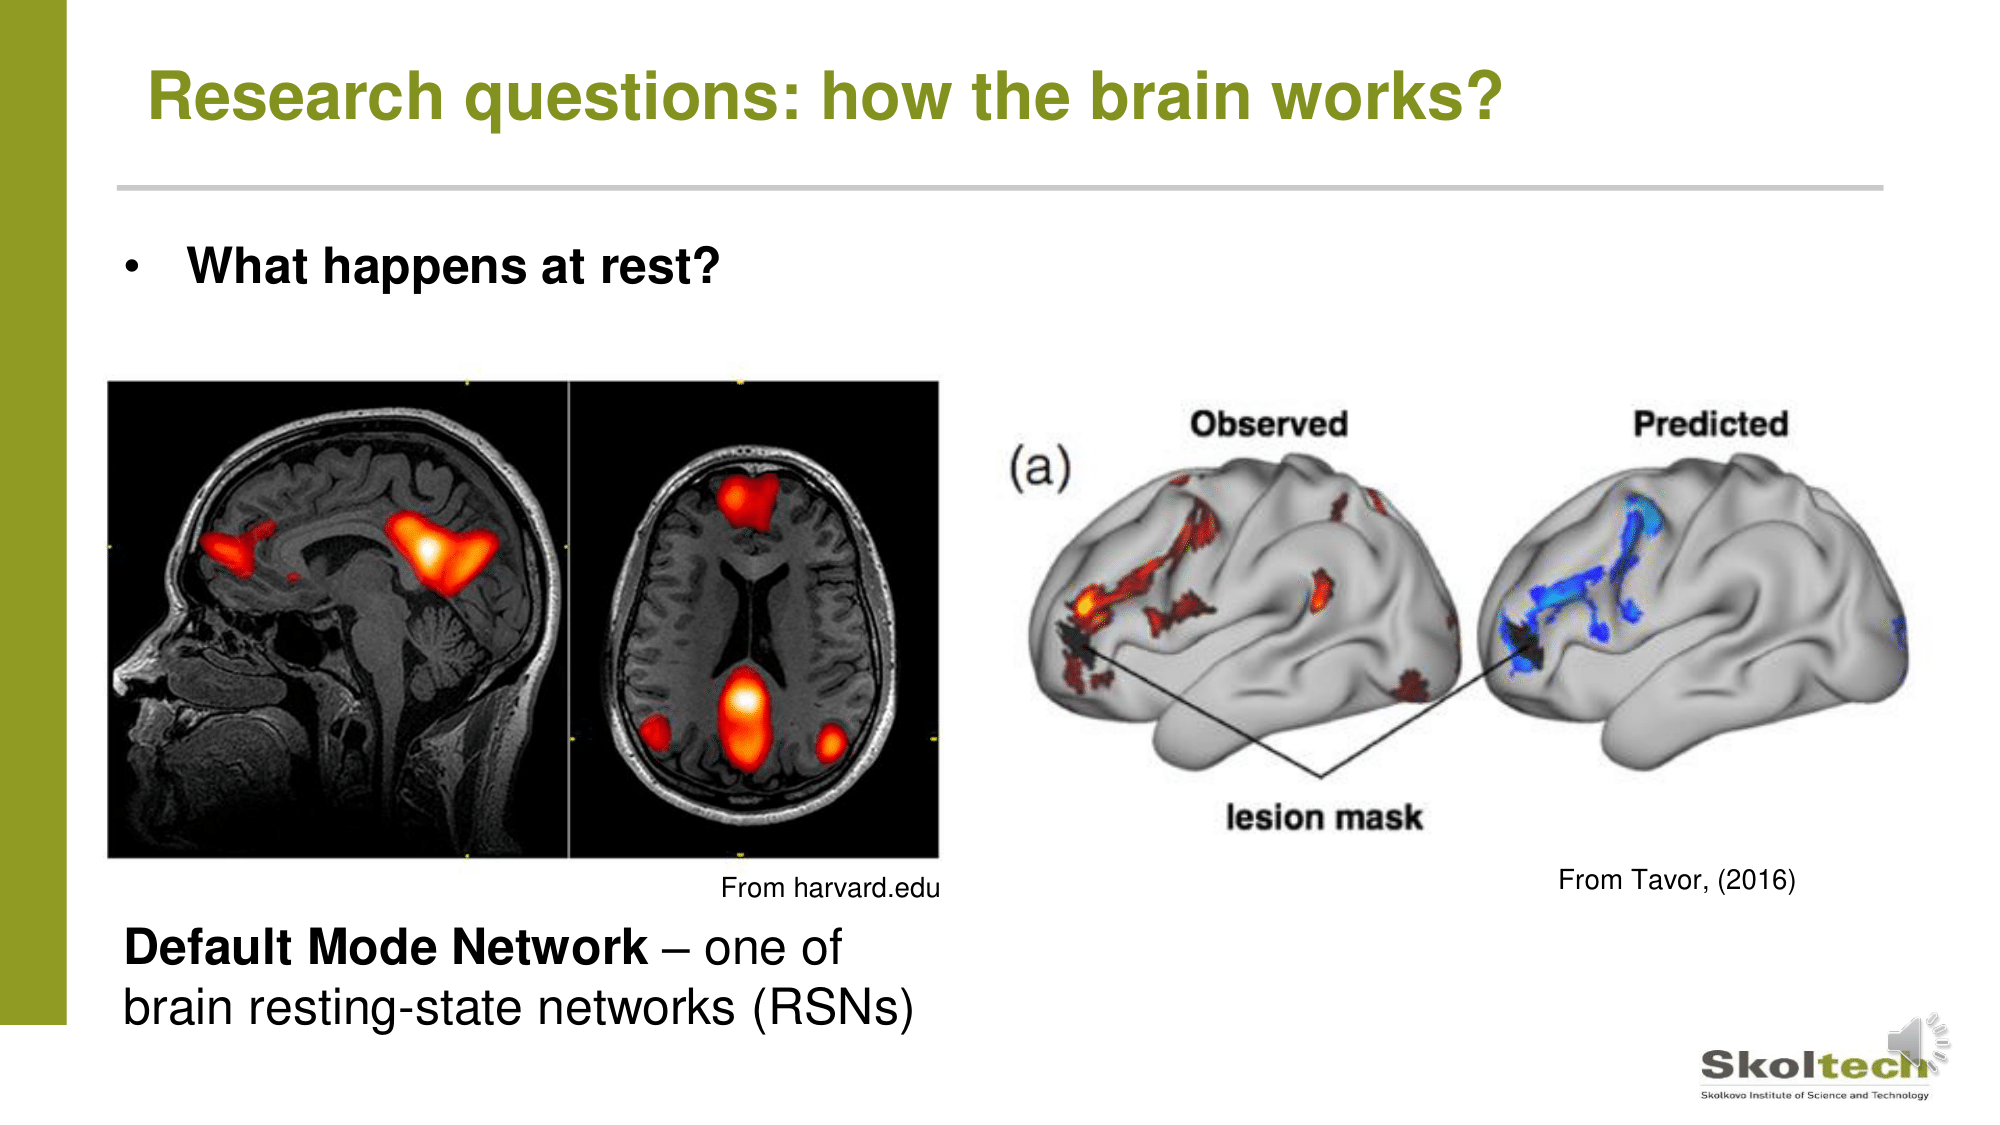 Research questions: how the brain works?
• What happens at rest?
Observed
Predicted
(a)
lesion mask
From harvard.edu
From Tavor, (2016)
Default Mode Network – one of
brain resting-state networks (RSNs)
Skoltech
Skolkovo Institute of Science and Technology